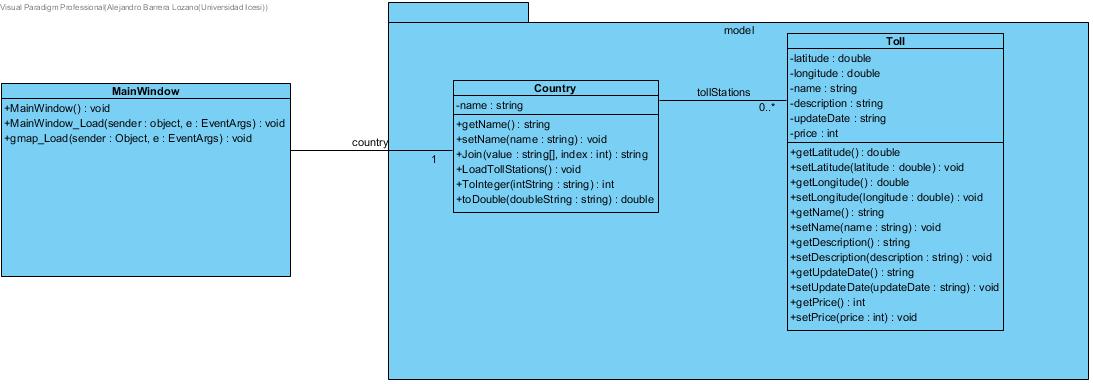 Visual Paradigm Professional(Alejandro Barrera Lozano(Universidad Icesi))
model
MainWindow
+MainWindow() : void
+MainWindow_Load(sender : object, e : EventArgs) : void
+gmap_Load(sender : Object, e : EventArgs) : void
country
1
Country
-name : string
+getName() : string
+setName(name : string) : void
+Join(value : string[], index : int) : string
+LoadTollStations() : void
+ToInteger(intString : string) : int
+toDouble(doubleString : string) : double
tollStations
0..*
Toll
-latitude : double
-longitude : double
-name : string
-description : string
-updateDate : string
-price : int
+getLatitude() : double
+setLatitude(latitude : double) : void
+getLongitude() : double
+setLongitude(longitude : double) : void
+getName() : string
+setName(name : string) : void
+getDescription() : string
+setDescription(description : string) : void
+getUpdateDate() : string
+setUpdateDate(updateDate : string) : void
+getPrice() : int
+setPrice(price : int) : void